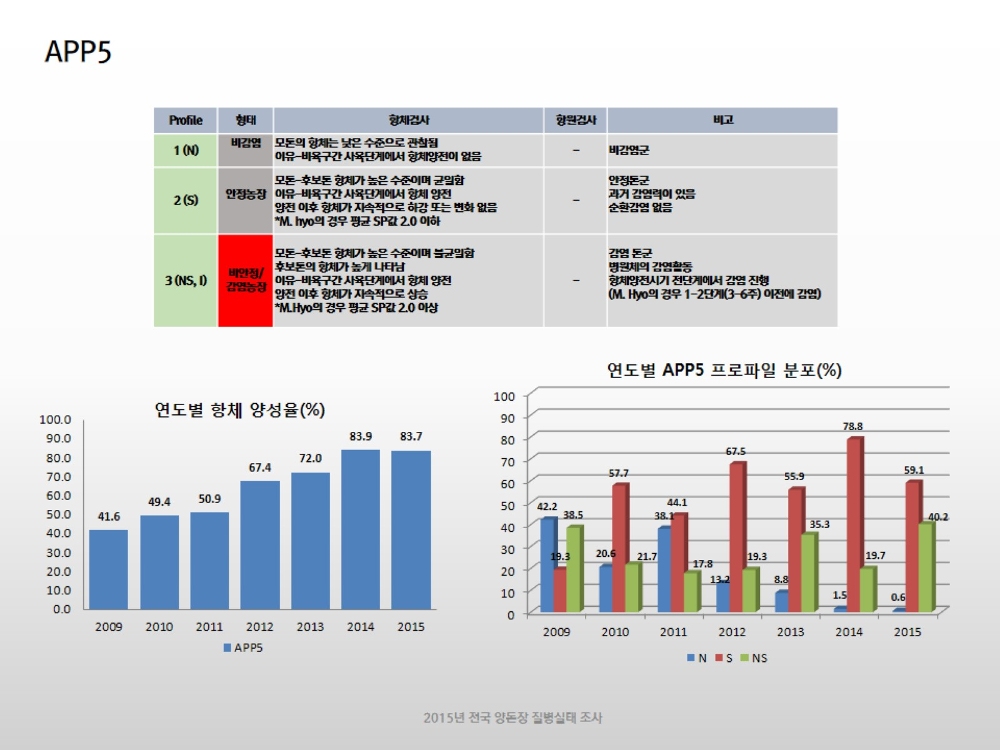 APP5
Profile 형태 항체검사 항원검사 비고
1 (N) 비감염 모돈의 항체는 낮은 수준으로 관찰됨
이유-비육구간 사육단계에서 항체양전이 없음
– 비감염군
2 (S) 안정농장 모돈-후보돈 항체가 높은 수준이며 균일함
이유-비육구간 사육단계에서 항체 양전
양전 이후 항체가 지속적으로 하강 또는 변화 없음
*M. hyo의 경우 평균 SP값 2.0 이하
– 안정돈군
과거 감염력이 있음
순환감염 없음
3 (NS, I) 비안정/
감염농장
모돈-후보돈 항체가 높은 수준이며 불균일함
후보돈의 항체가 높게 나타남
이유-비육구간 사육단계에서 항체 양전
양전 이후 항체가 지속적으로 상승
*M.Hyo의 경우 평균 SP값 2.0 이상
– 감염 돈군
병원체의 감염활동
항체양전시기 전단계에서 감염 진행
(M. Hyo의 경우 1-2단계(3-6주) 이전에 감염)
연도별 항체 양성율(%)
100.0
90.0
80.0
70.0
60.0
50.0
40.0
30.0
20.0
10.0
0.0
41.6 49.4 50.9 67.4 72.0 83.9 83.7
2009 2010 2011 2012 2013 2014 2015
APP5
연도별 APP5 프로파일 분포(%)
100
90
80
70
60
50
40
30
20
10
0
42.2 19.3 38.5
20.6 57.7 21.7
38.1 44.1 17.8
13.2 67.5 19.3
8.8 55.9 35.3
1.5 78.8 19.7
0.6 59.1 40.2
2009 2010 2011 2012 2013 2014 2015
N S NS
2015년 전국 양돈장 질병실태 조사